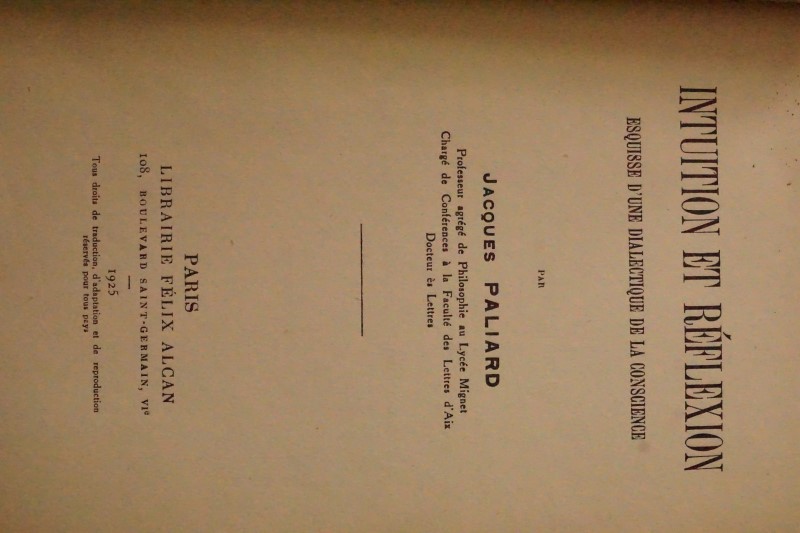 INTUITION ET RÉFLEXION
ESQUISSE D'UNE DIALECTIQUE DE LA CONSCIENCE
PAR
JACQUES PALIARD
Professeur agrégé de Philosophie au Lycée Mignet
Chargé de Conférences à la Faculté des Lettres d'Aix
Docteur ès Lettres
PARIS
LIBRAIRIE FÉLIX ALCAN
108, BOULEVARD SAINT-GERMAIN, VIe
1925
Tous droits de traduction, d'adaptation et de reproduction
réservés pour tous pays